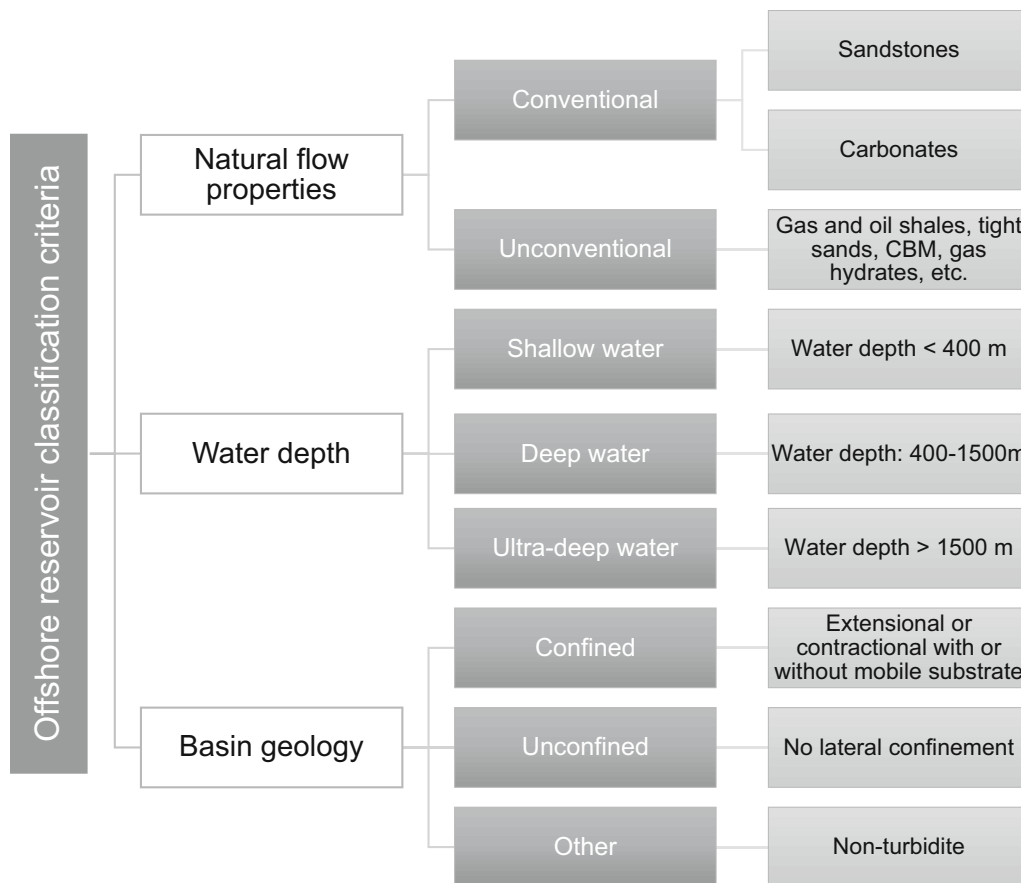 Offshore reservoir classification criteria
Natural flow
properties
Conventional
Sandstones
Carbonates
Unconventional
Gas and oil shales, tight
sands, CBM, gas
hydrates, etc.
Water depth
Shallow water
Water depth < 400 m
Deep water
Water depth: 400-1500m
Ultra-deep water
Water depth > 1500 m
Basin geology
Confined
Extensional or
contractional with or
without mobile substrate
Unconfined
No lateral confinement
Other
Non-turbidite